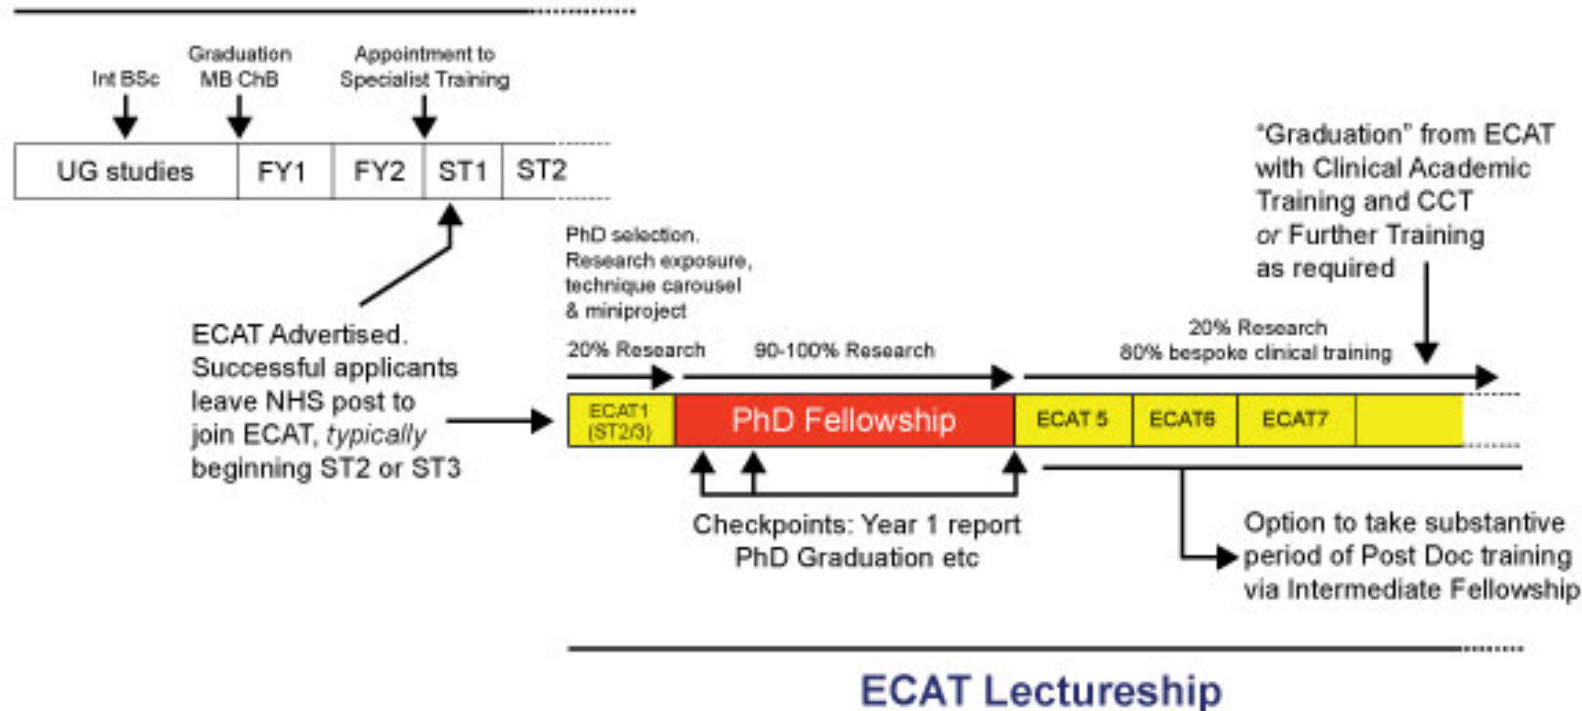 Int BSc
Graduation
MB ChB
Appointment to
Specialist Training
UG studies
FY1
FY2
ST1
ST2
"Graduation" from ECAT
with Clinical Academic
Training and CCT
or Further Training
as required
PhD selection.
Research exposure,
technique carousel
& miniproject
ECAT Advertised.
Successful applicants
leave NHS post to
join ECAT, typically
beginning ST2 or ST3
20% Research
90-100% Research
20% Research
80% bespoke clinical training
ECAT1
(ST2/3)
PhD Fellowship
ECAT 5
ECAT6
ECAT7
Checkpoints: Year 1 report
PhD Graduation etc
Option to take substantive
period of Post Doc training
via Intermediate Fellowship
ECAT Lectureship